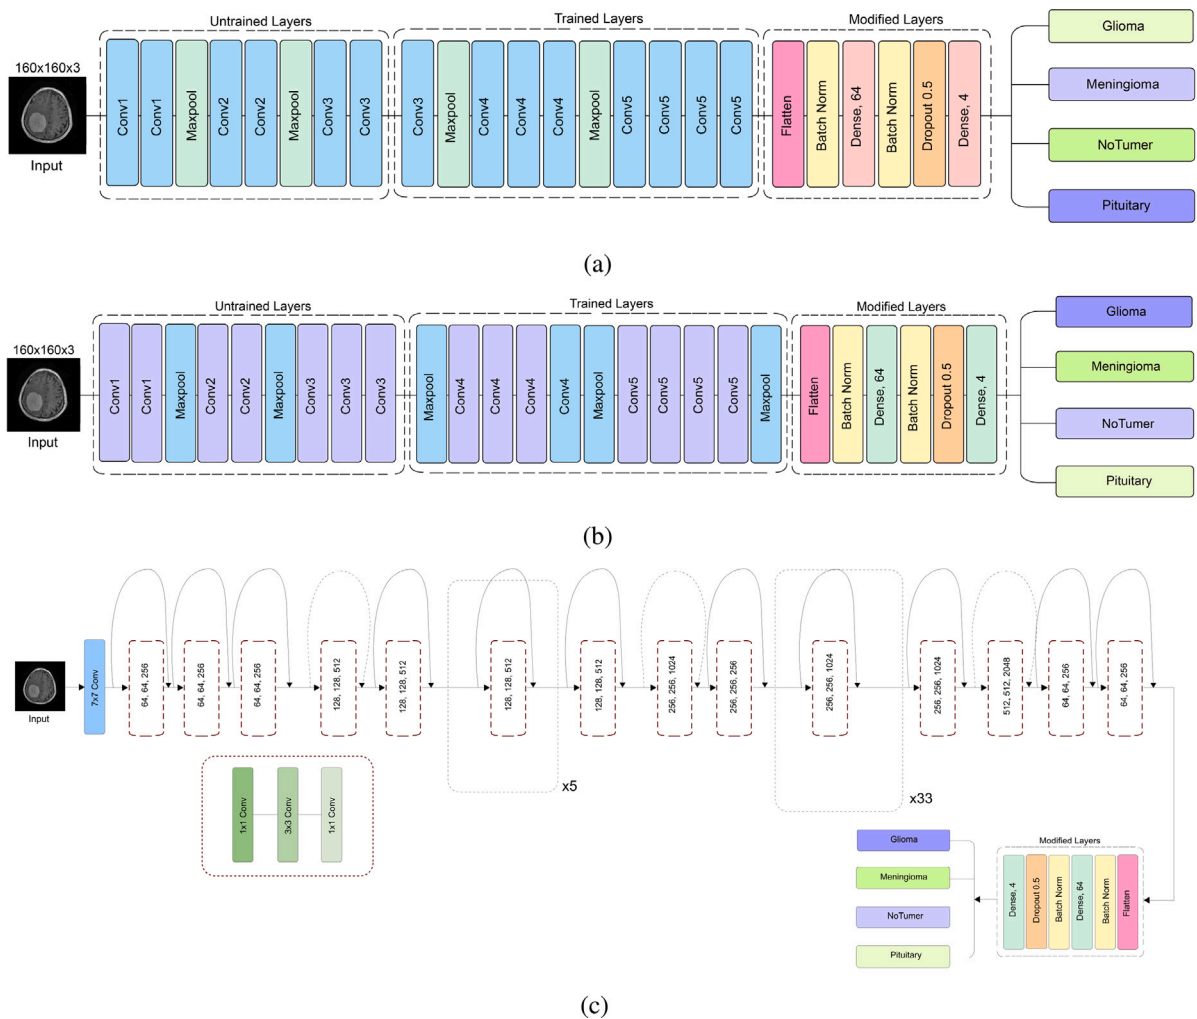 Untrained Layers
Trained Layers
Modified Layers
160x160x3
Input
Conv1
Conv1
Maxpool
Conv2
Conv2
Maxpool
Conv3
Conv3
Conv3
Maxpool
Conv4
Conv4
Conv4
Maxpool
Conv5
Conv5
Conv5
Conv5
Flatten
Batch Norm
Dense, 64
Batch Norm
Dropout 0.5
Dense, 4
Glioma
Meningioma
NoTumer
Pituitary
(a)
Untrained Layers
Trained Layers
Modified Layers
160x160x3
Input
Conv1
Conv1
Maxpool
Conv2
Conv2
Maxpool
Conv3
Conv3
Conv3
Maxpool
Conv4
Conv4
Conv4
Conv4
Maxpool
Conv5
Conv5
Conv5
Conv5
Maxpool
Flatten
Batch Norm
Dense, 64
Batch Norm
Dropout 0.5
Dense, 4
Glioma
Meningioma
NoTumer
Pituitary
(b)
Input
7x7 Conv
64, 64, 256
64, 64, 256
64, 64, 256
128, 128, 512
128, 128, 512
128, 128, 512
128, 128, 512
256, 256, 1024
256, 256, 256
256, 256, 1024
256, 256, 1024
512, 512, 2048
64, 64, 256
64, 64, 256
x5
x33
1x1 Conv
3x3 Conv
1x1 Conv
Glioma
Meningioma
NoTumer
Pituitary
Modified Layers
Dense, 4
Dropout 0.5
Batch Norm
Dense, 64
Batch Norm
Flatten
(c)